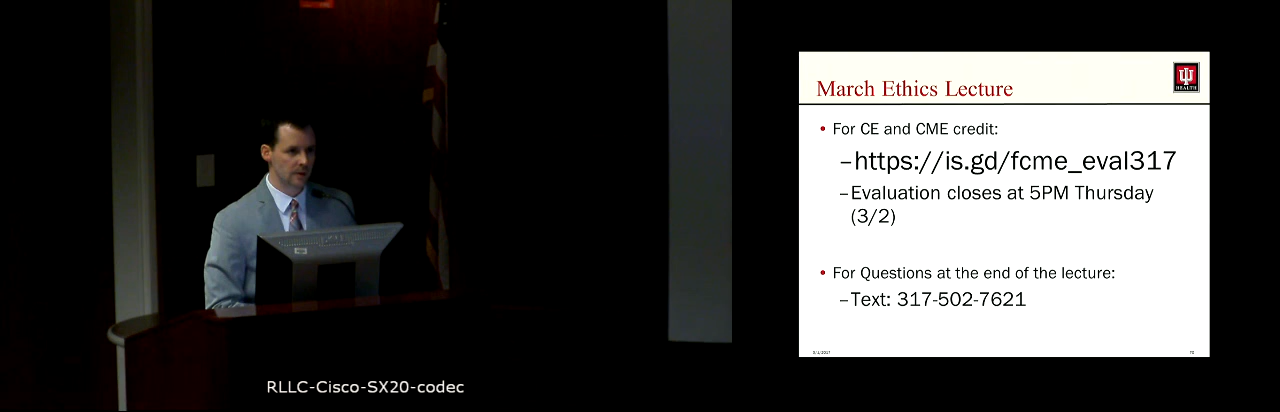 March Ethics Lecture
HEALTH
• For CE and CME credit:
–https://is.gd/fcme_eval317
–Evaluation closes at 5PM Thursday
(3/2)
• For Questions at the end of the lecture:
–Text: 317-502-7621
RLLC-Cisco-SX20-codec